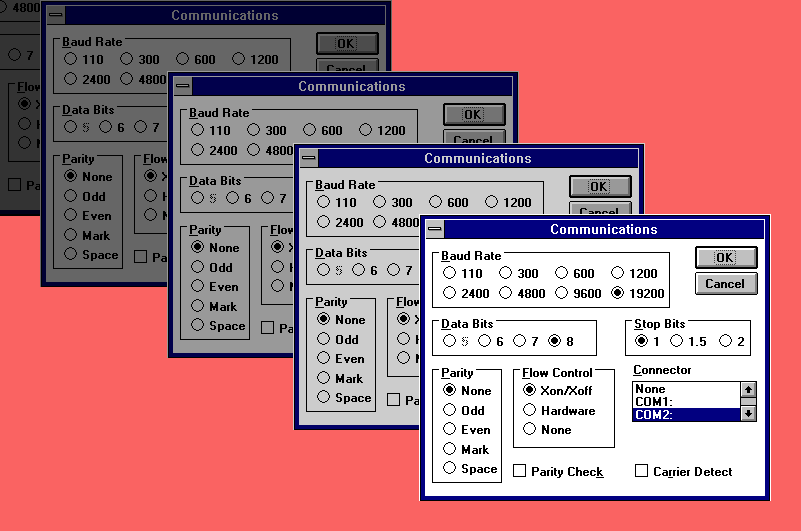 4800
7
Flow
X
H
N
Pa
Communications
Baud Rate
110 300 600 1200
2400 4800
OK
Cancel
Data Bits
5 6 7
Parity
None
Odd
Even
Mark
Space
Flow
X
H
N
Pa
Communications
Baud Rate
110 300 600 1200
2400 4800
OK
Cancel
Data Bits
5 6 7
Parity
None
Odd
Even
Mark
Space
Flow
X
H
N
Pa
Communications
Baud Rate
110 300 600 1200
2400 4800
OK
Cancel
Data Bits
5 6 7
Parity
None
Odd
Even
Mark
Space
Flow
X
H
N
Pa
Communications
Baud Rate
110 300 600 1200
2400 4800 9600 19200
OK
Cancel
Data Bits
5 6 7 8
Stop Bits
1 1.5 2
Parity
None
Odd
Even
Mark
Space
Flow Control
Xon/Xoff
Hardware
None
Connector
None
COM1:
COM2:
Parity Check
Carrier Detect